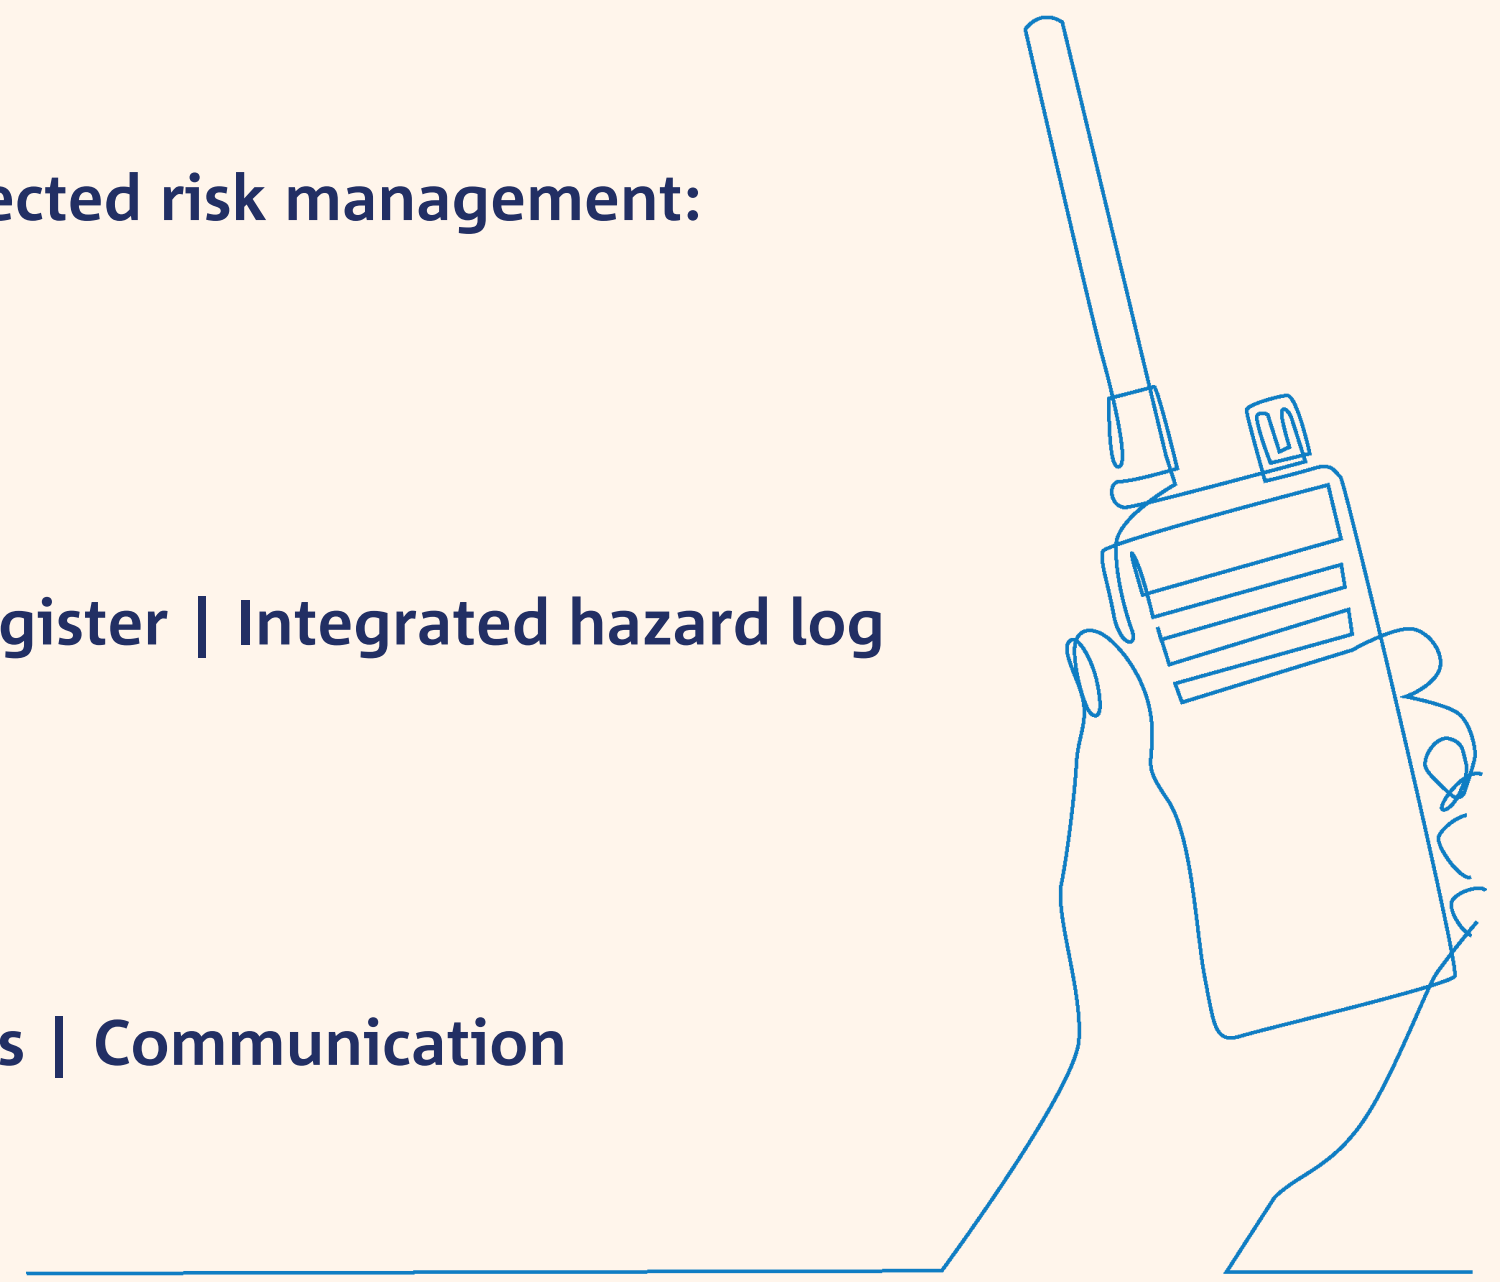 ected risk management:
gister | Integrated hazard log
s | Communication